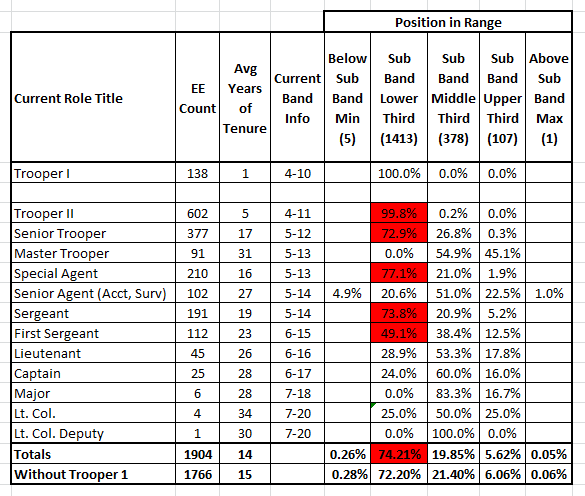 Position in Range
Current Role Title EE Count Avg Years of Tenure Current Band Info Below Sub Band Min (5) Sub Band Lower Third (1413) Sub Band Middle Third (378) Sub Band Upper Third (107) Above Sub Band Max (1)
Trooper I 138 1 4-10 100.0% 0.0% 0.0%
Trooper II 602 5 4-11 99.8% 0.2% 0.0%
Senior Trooper 377 17 5-12 72.9% 26.8% 0.3%
Master Trooper 91 31 5-13 0.0% 54.9% 45.1%
Special Agent 210 16 5-13 77.1% 21.0% 1.9%
Senior Agent (Acct, Surv) 102 27 5-14 4.9% 20.6% 51.0% 22.5% 1.0%
Sergeant 191 19 5-14 73.8% 20.9% 5.2%
First Sergeant 112 23 6-15 49.1% 38.4% 12.5%
Lieutenant 45 26 6-16 28.9% 53.3% 17.8%
Captain 25 28 6-17 24.0% 60.0% 16.0%
Major 6 28 7-18 0.0% 83.3% 16.7%
Lt. Col. 4 34 7-20 25.0% 50.0% 25.0%
Lt. Col. Deputy 1 30 7-20 0.0% 100.0% 0.0%
Totals 1904 14 0.26% 74.21% 19.85% 5.62% 0.05%
Without Trooper 1 1766 15 0.28% 72.20% 21.40% 6.06% 0.06%